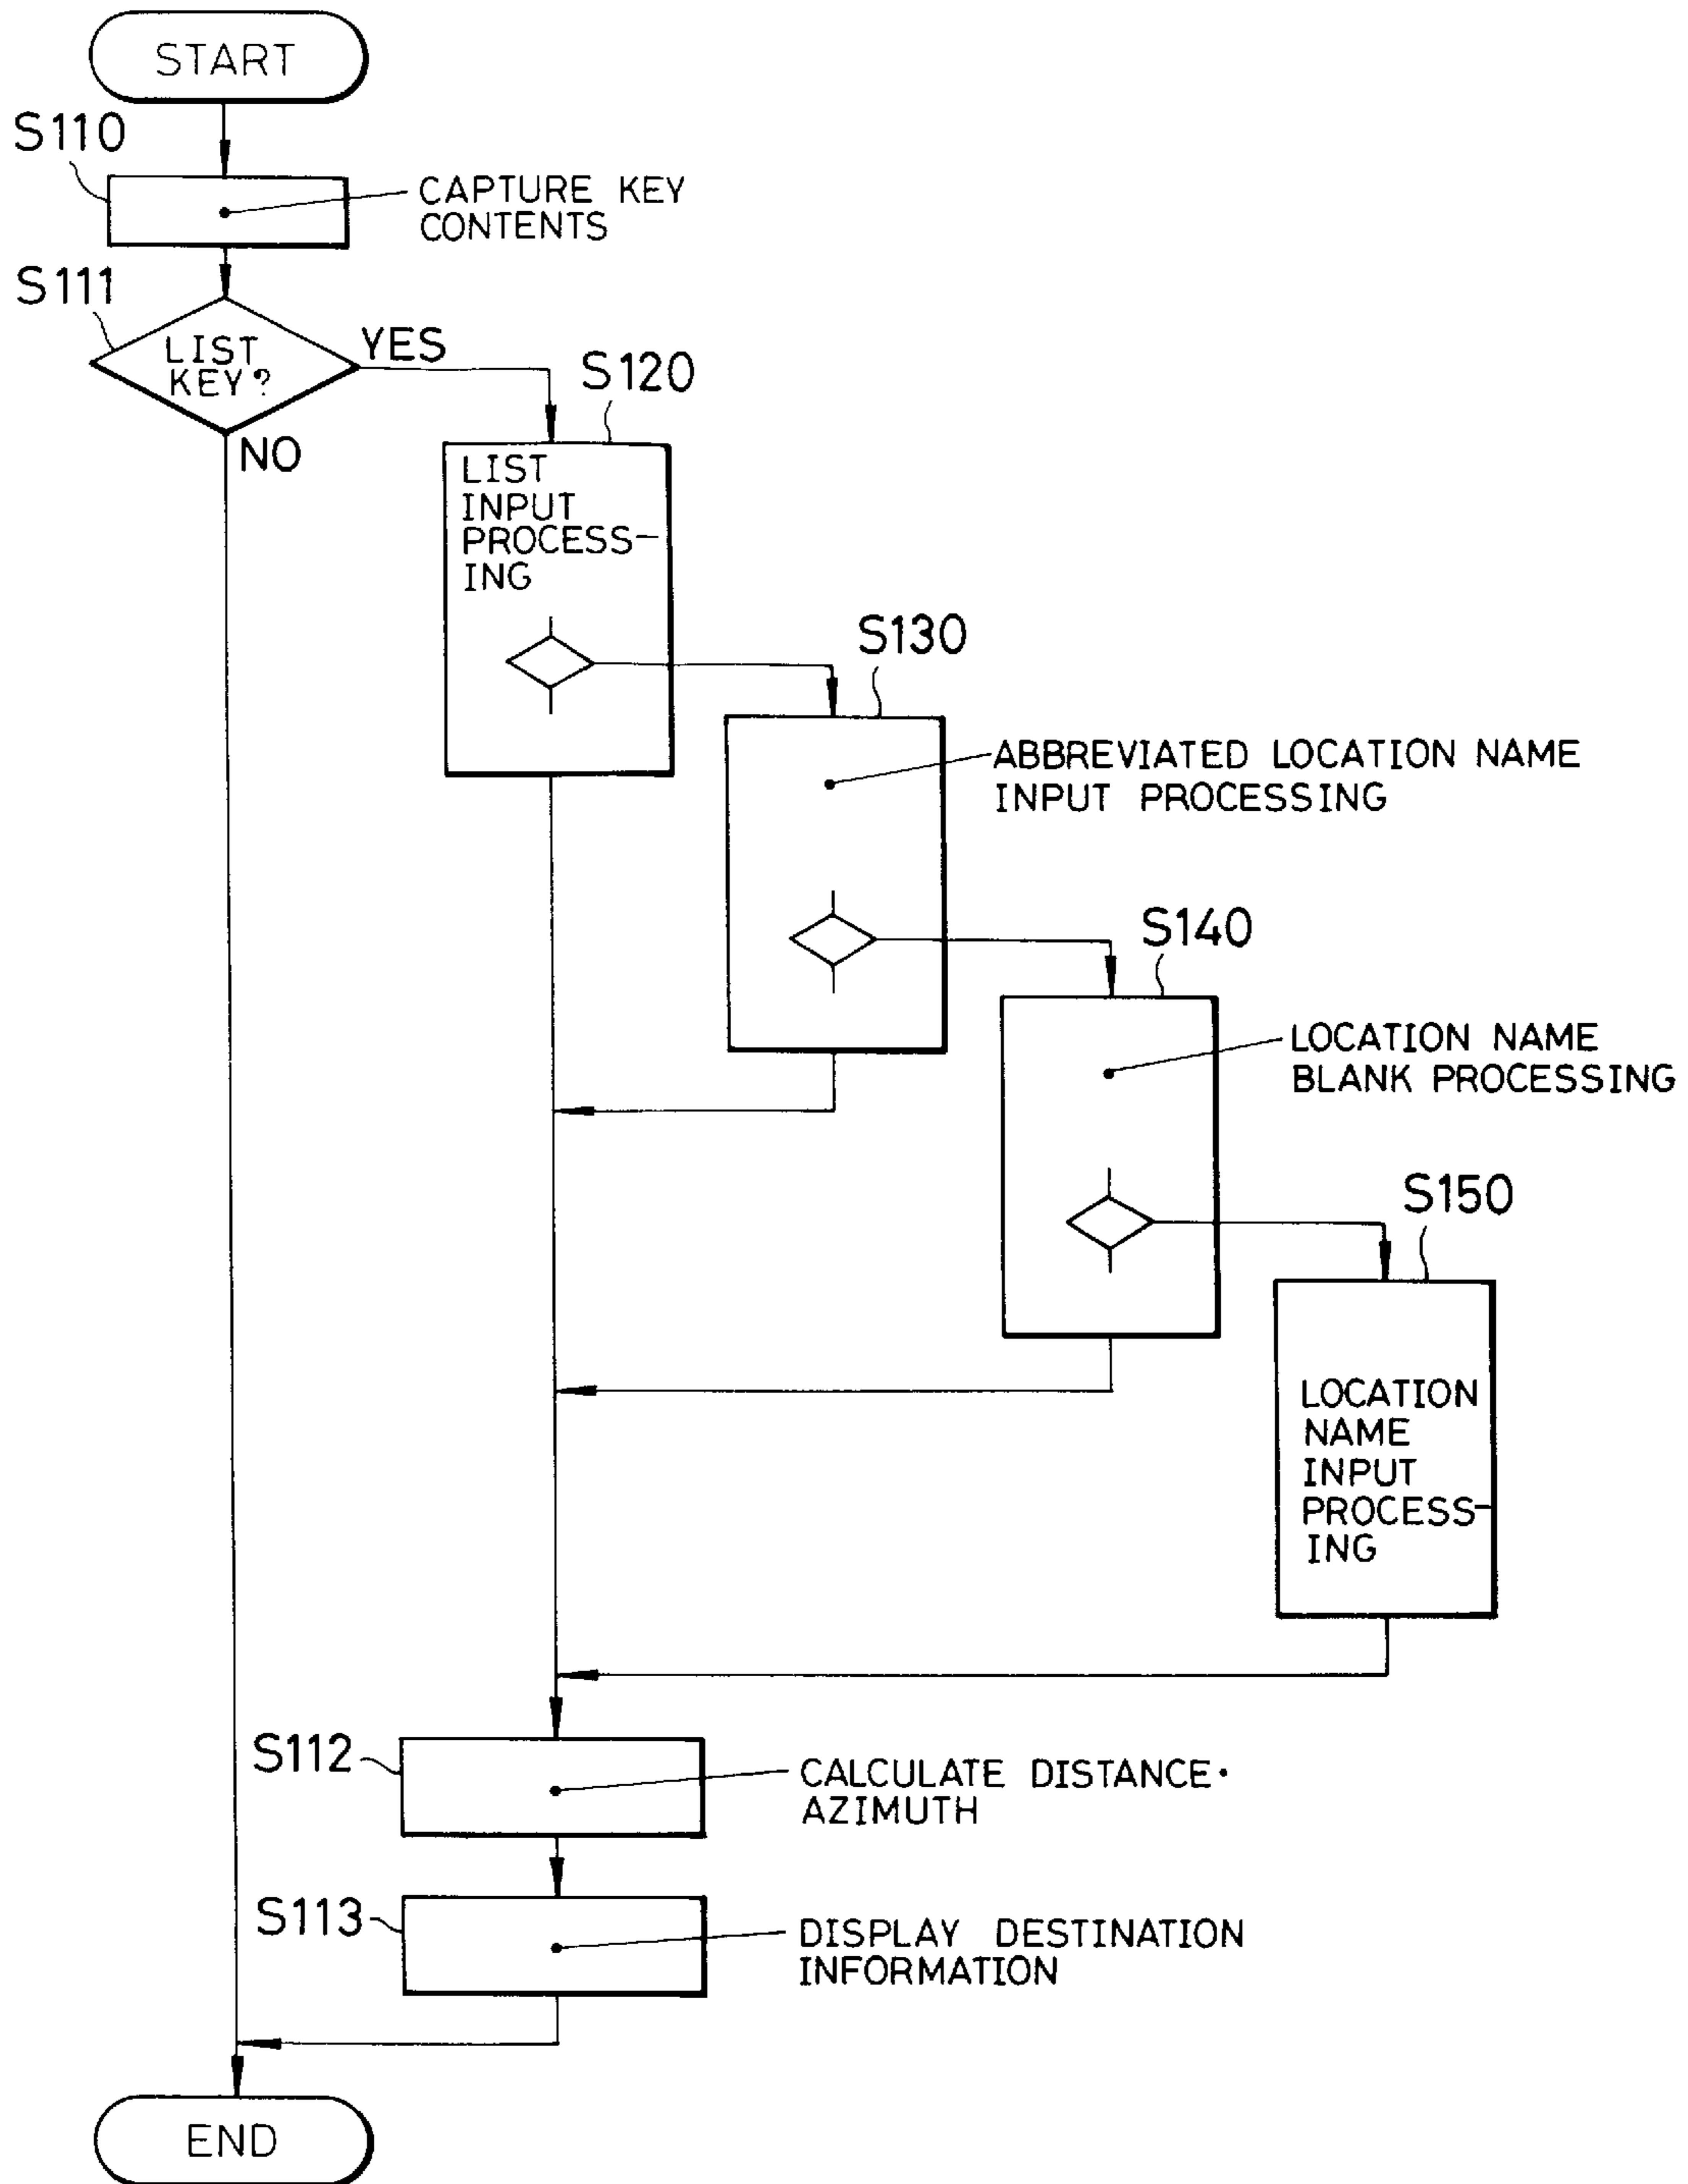 START
S110
CAPTURE KEY
CONTENTS
S111
LIST
KEY?
YES
NO
S120
LIST
INPUT
PROCESS-
ING
S130
ABBREVIATED LOCATION NAME
INPUT PROCESSING
S140
LOCATION NAME
BLANK PROCESSING
S150
LOCATION
NAME
INPUT
PROCESS-
ING
S112
CALCULATE DISTANCE·
AZIMUTH
S113
DISPLAY DESTINATION
INFORMATION
END